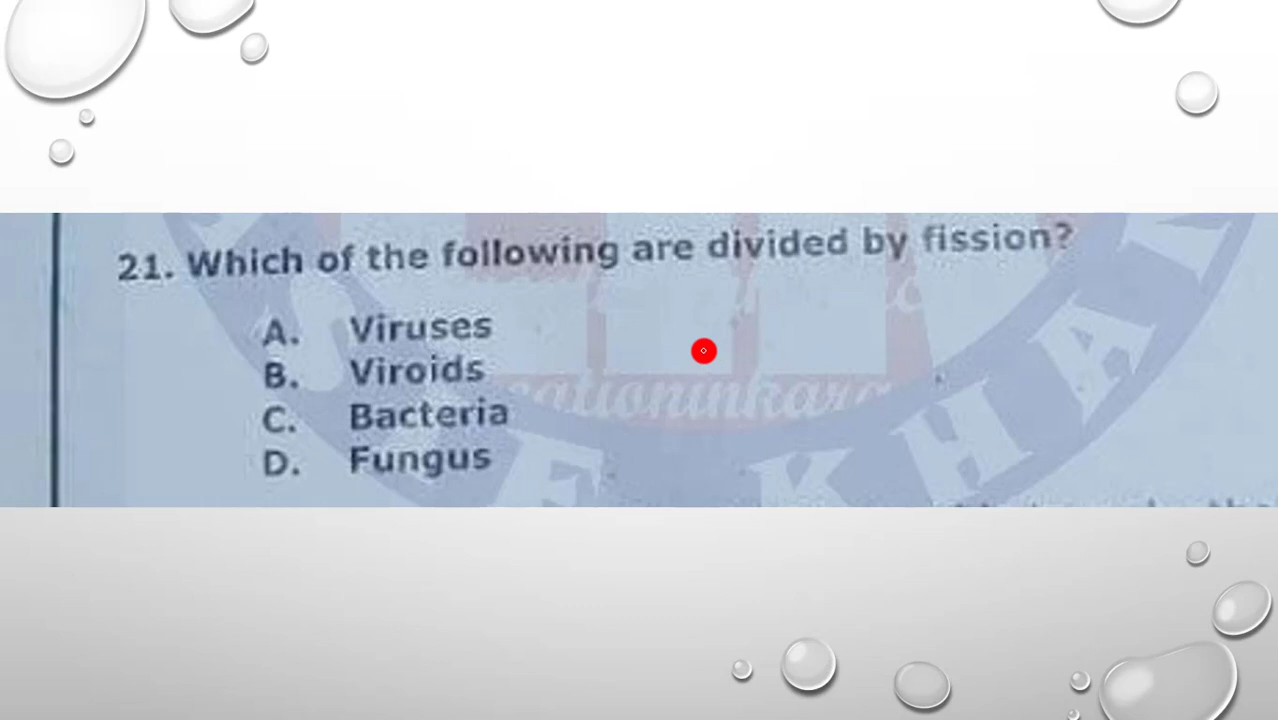 21. Which of the following are divided by fission?
A. Viruses
B. Viroids
C. Bacteria
D. Fungus